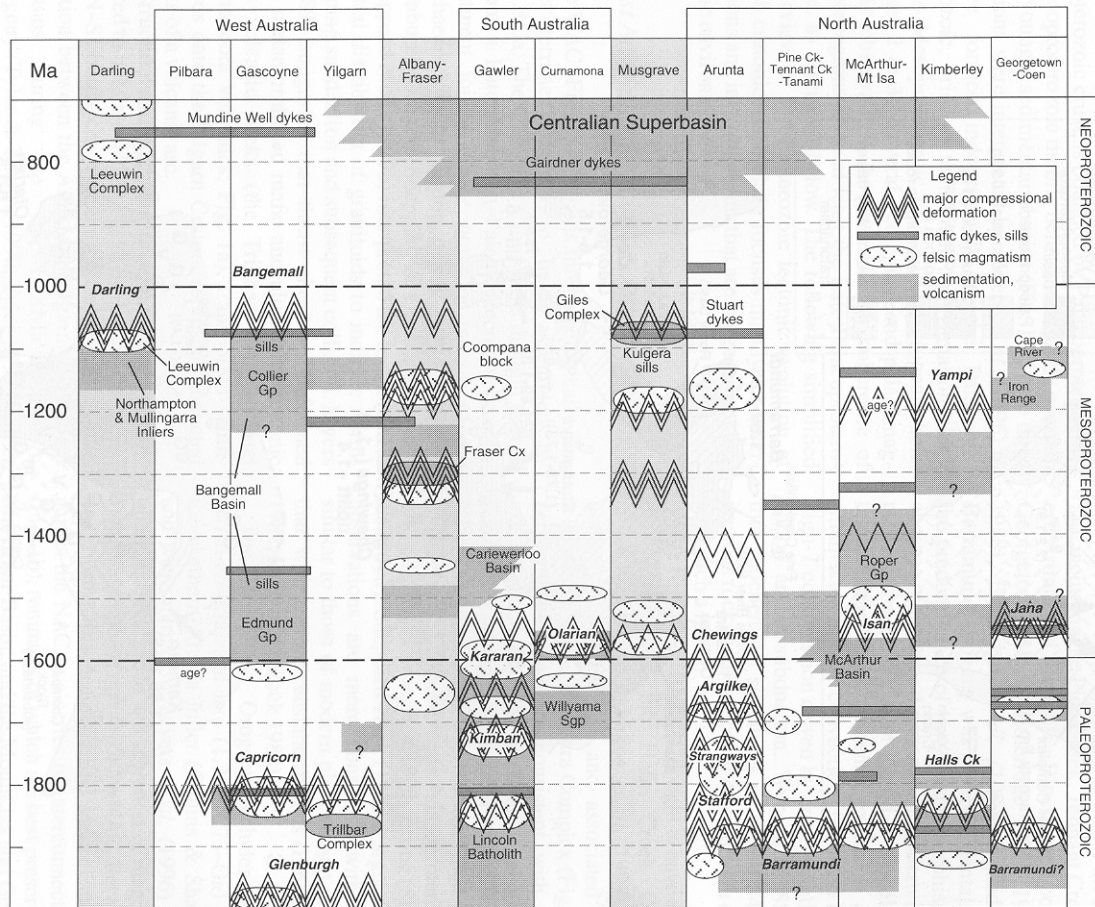 West Australia
South Australia
North Australia
Ma
Darling
Pilbara
Gascoyne
Yilgarn
Albany-
Fraser
Gawler
Curnamona
Musgrave
Arunta
Pine Ck-
Tennant Ck
-Tanami
McArthur-
Mt Isa
Kimberley
Georgetown
-Coen
Mundine Well dykes
Centralian Superbasin
Gairdner dykes
800
Leeuwin
Complex
Legend
major compressional
deformation
mafic dykes, sills
felsic magmatism
sedimentation,
volcanism
NEOPROTEROZOIC
Bangemall
1000
Darling
Giles
Complex
Stuart
dykes
sills
Kulgera
sills
Leeuwin
Complex
Collier
Gp
Coompana
block
Cape
River
?
Yampi
?
Iron
Range
age?
Northampton
& Mullingarra
Inliers
1200
?
MESOPROTEROZOIC
Fraser Cx
Bangemall
Basin
?
?
1400
Cariewerloo
Basin
Roper
Gp
sills
?
Edmund
Gp
Isan
Jana
Olarian
Chewings
?
1600
Kararan
McArthur
Basin
age?
Argilke
Willyama
Sgp
PALEOPROTEROZOIC
Kimban
?
Strangways
Capricorn
Halls Ck
1800
Stafford
Trillbar
Complex
Lincoln
Batholith
Glenburgh
Barramundi
Barramundi?
?